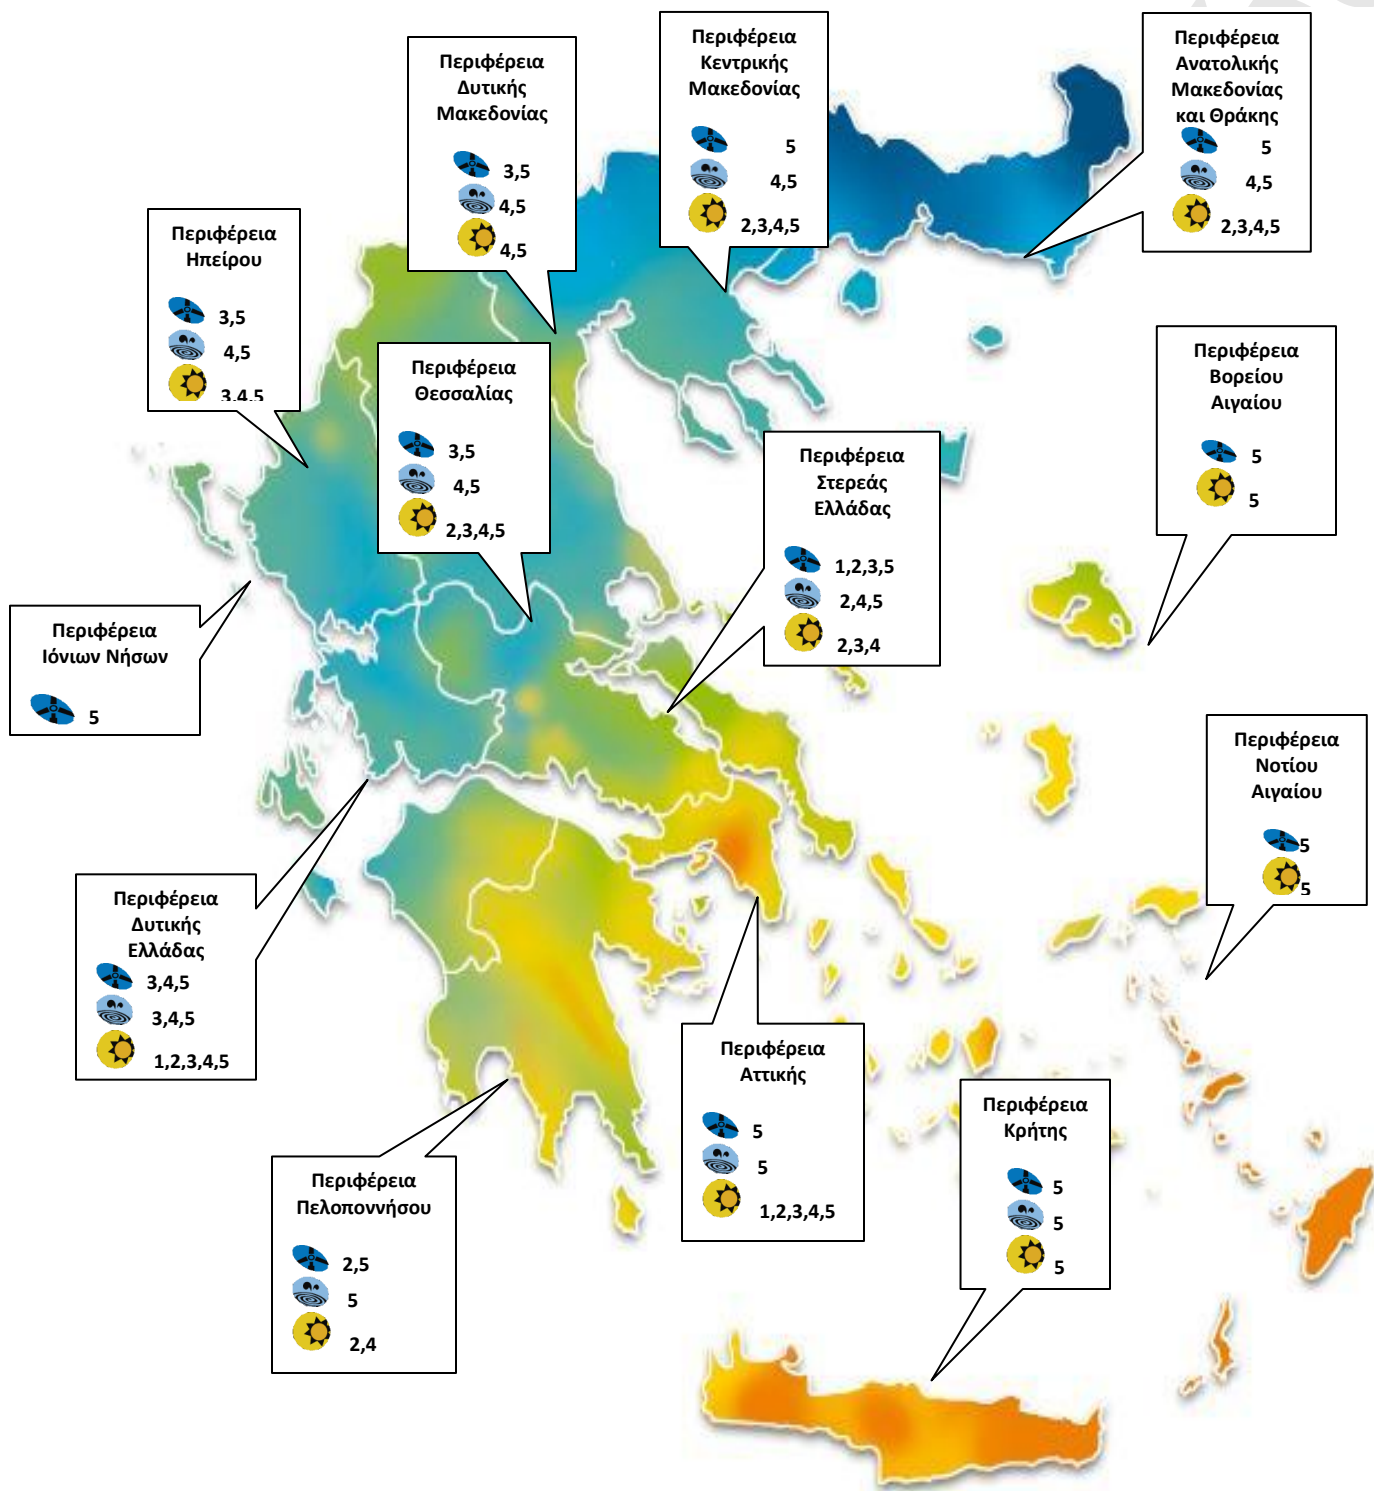 Περιφέρεια
Κεντρικής
Μακεδονίας
5
4,5
2,3,4,5
Περιφέρεια
Ανατολικής
Μακεδονίας
και Θράκης
5
4,5
2,3,4,5
Περιφέρεια
Δυτικής
Μακεδονίας
3,5
4,5
4,5
Περιφέρεια
Ηπείρου
3,5
4,5
3,4,5
Περιφέρεια
Θεσσαλίας
3,5
4,5
2,3,4,5
Περιφέρεια
Βορείου
Αιγαίου
5
5
Περιφέρεια
Στερεάς
Ελλάδας
1,2,3,5
2,4,5
2,3,4
Περιφέρεια
Ιόνιων Νήσων
5
Περιφέρεια
Νοτίου
Αιγαίου
5
5
Περιφέρεια
Δυτικής
Ελλάδας
3,4,5
3,4,5
1,2,3,4,5
Περιφέρεια
Αττικής
5
5
1,2,3,4,5
Περιφέρεια
Κρήτης
5
5
5
Περιφέρεια
Πελοποννήσου
2,5
5
2,4